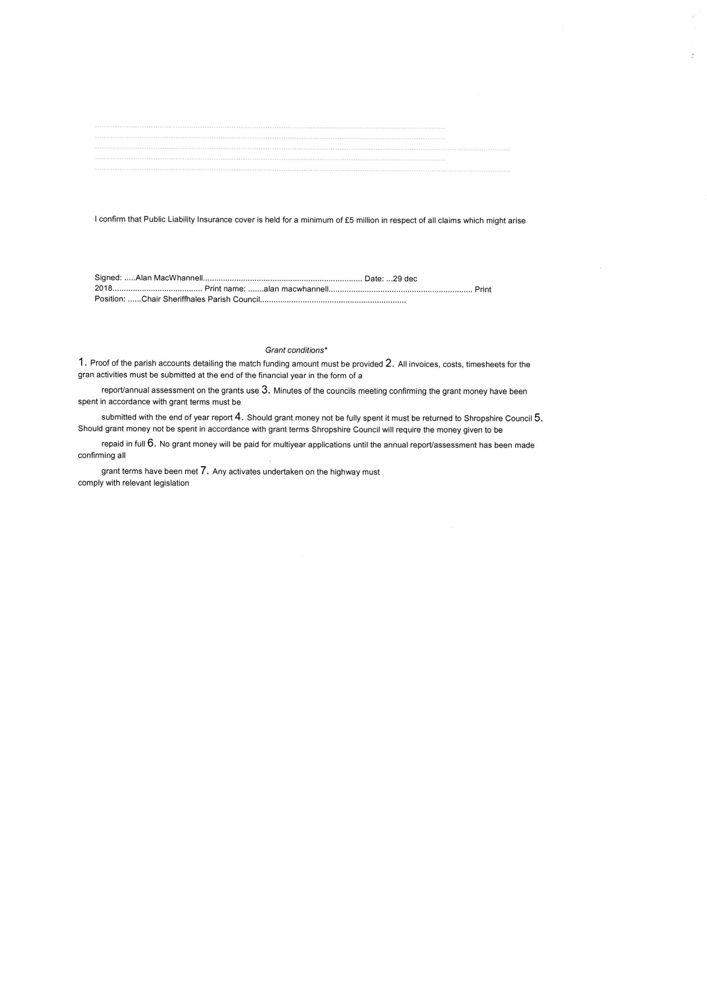 I confirm that Public Liability Insurance cover is held for a minimum of £5 million in respect of all claims which might arise
Signed: .....Alan MacWhannell....................................................................... Date: ...29 dec
2018........................................ Print name: .......alan macwhannell................................................................ Print
Position: ......Chair Sheriffhales Parish Council.................................................................
Grant conditions*
1. Proof of the parish accounts detailing the match funding amount must be provided 2. All invoices, costs, timesheets for the
gran activities must be submitted at the end of the financial year in the form of a
report/annual assessment on the grants use 3. Minutes of the councils meeting confirming the grant money have been
spent in accordance with grant terms must be
submitted with the end of year report 4. Should grant money not be fully spent it must be returned to Shropshire Council 5.
Should grant money not be spent in accordance with grant terms Shropshire Council will require the money given to be
repaid in full 6. No grant money will be paid for multiyear applications until the annual report/assessment has been made
confirming all
grant terms have been met 7. Any activates undertaken on the highway must
comply with relevant legislation